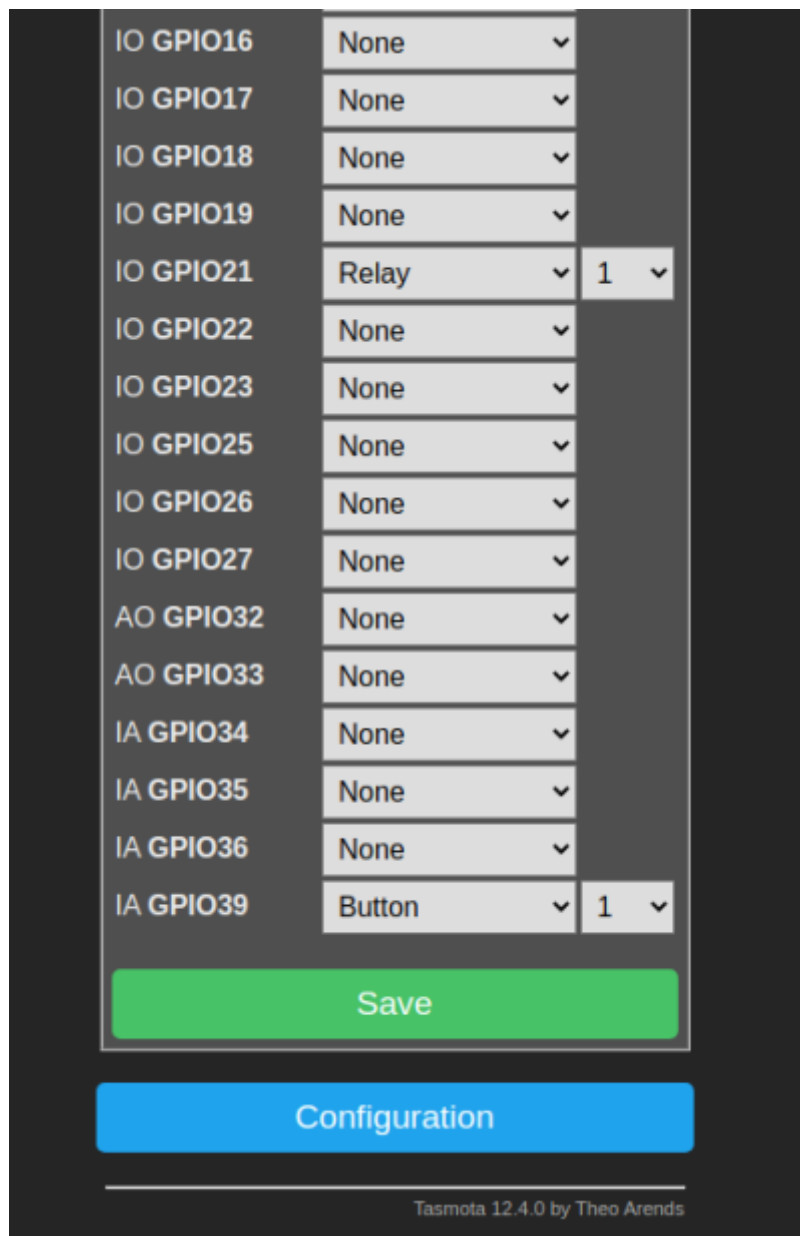 IO GPIO16 None
IO GPIO17 None
IO GPIO18 None
IO GPIO19 None
IO GPIO21 Relay 1
IO GPIO22 None
IO GPIO23 None
IO GPIO25 None
IO GPIO26 None
IO GPIO27 None
AO GPIO32 None
AO GPIO33 None
IA GPIO34 None
IA GPIO35 None
IA GPIO36 None
IA GPIO39 Button 1
Save
Configuration
Tasmota 12.4.0 by Theo Arends